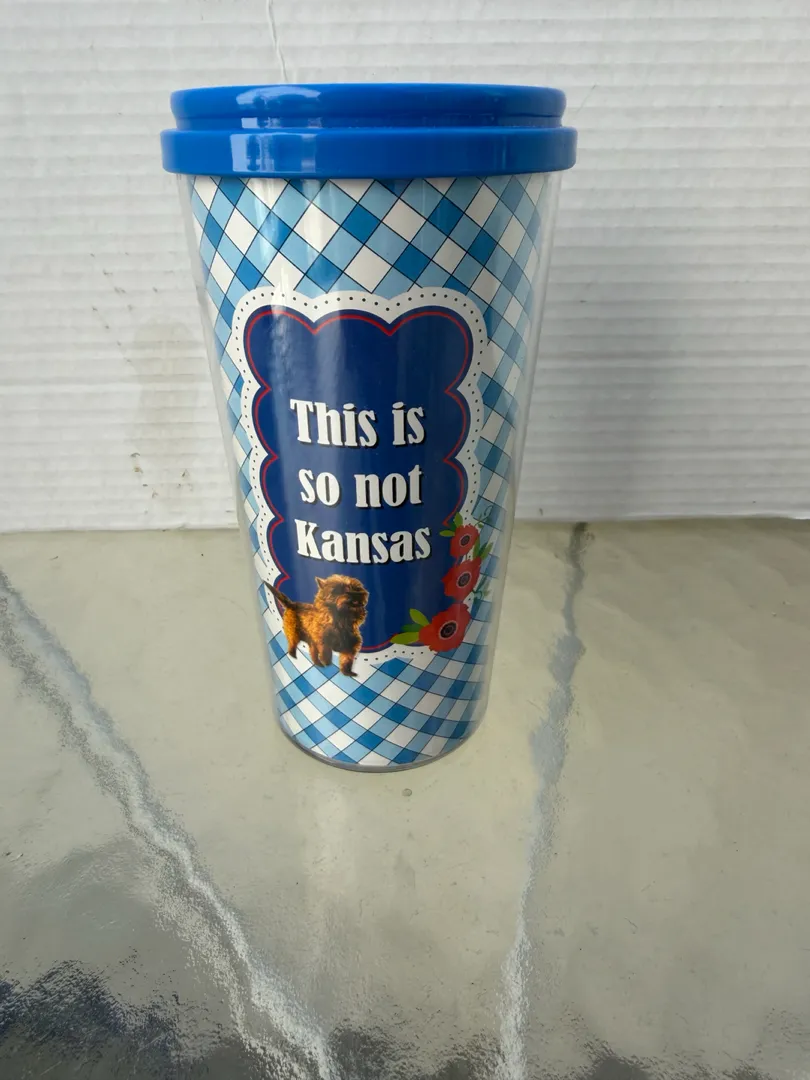 This is
so not
Kansas